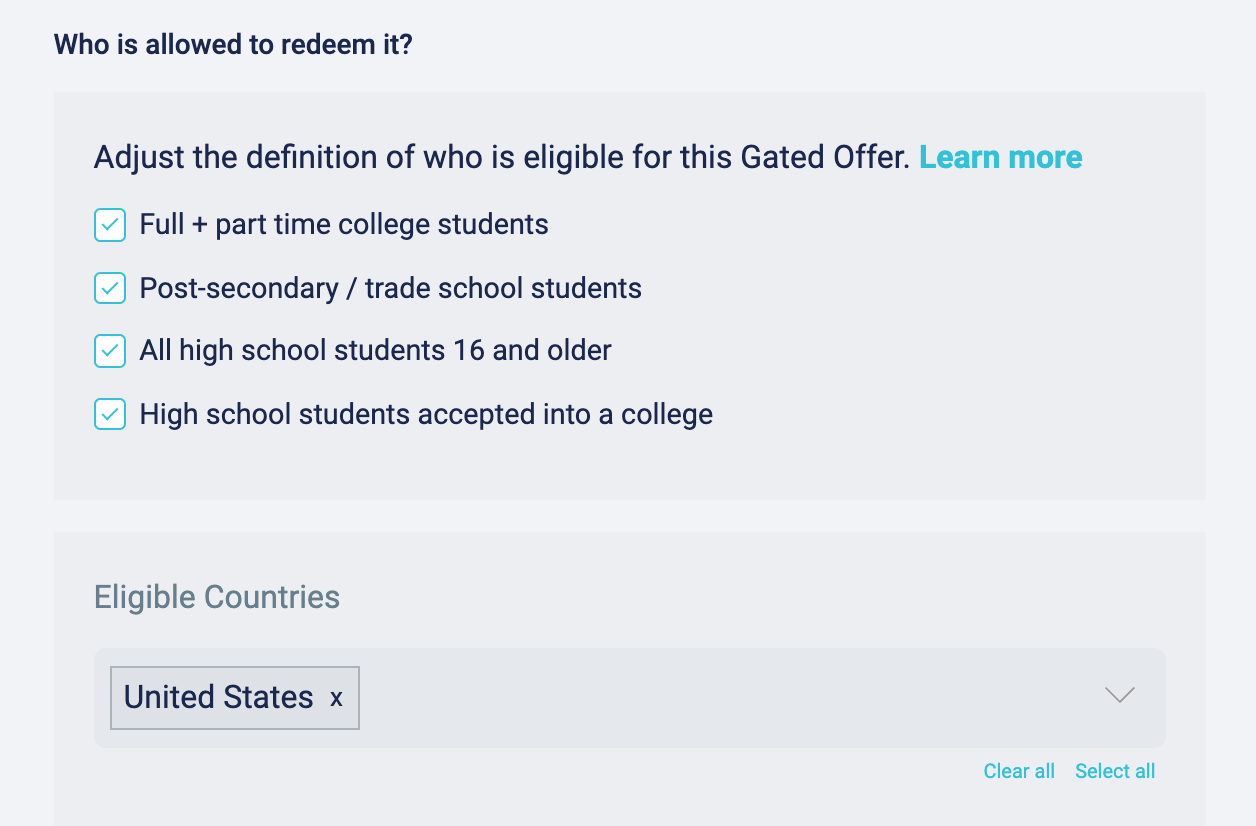 Who is allowed to redeem it?
Adjust the definition of who is eligible for this Gated Offer. Learn more
Full + part time college students
Post-secondary / trade school students
All high school students 16 and older
High school students accepted into a college
Eligible Countries
United States x
Clear all Select all